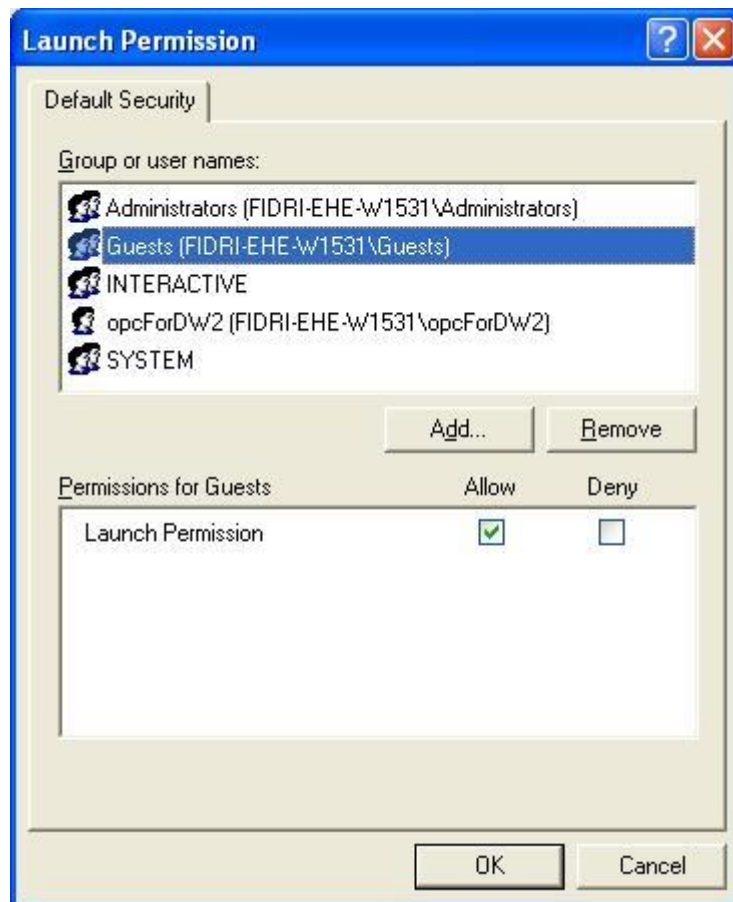 Launch Permission
Default Security
Group or user names:
Administrators (FIDRI-EHE-W1531\Administrators)
Guests (FIDRI-EHE-W1531\Guests)
INTERACTIVE
opcForDW2 (FIDRI-EHE-W1531\opcForDW2)
SYSTEM
Add... Remove
Permissions for Guests Allow Deny
Launch Permission
OK Cancel